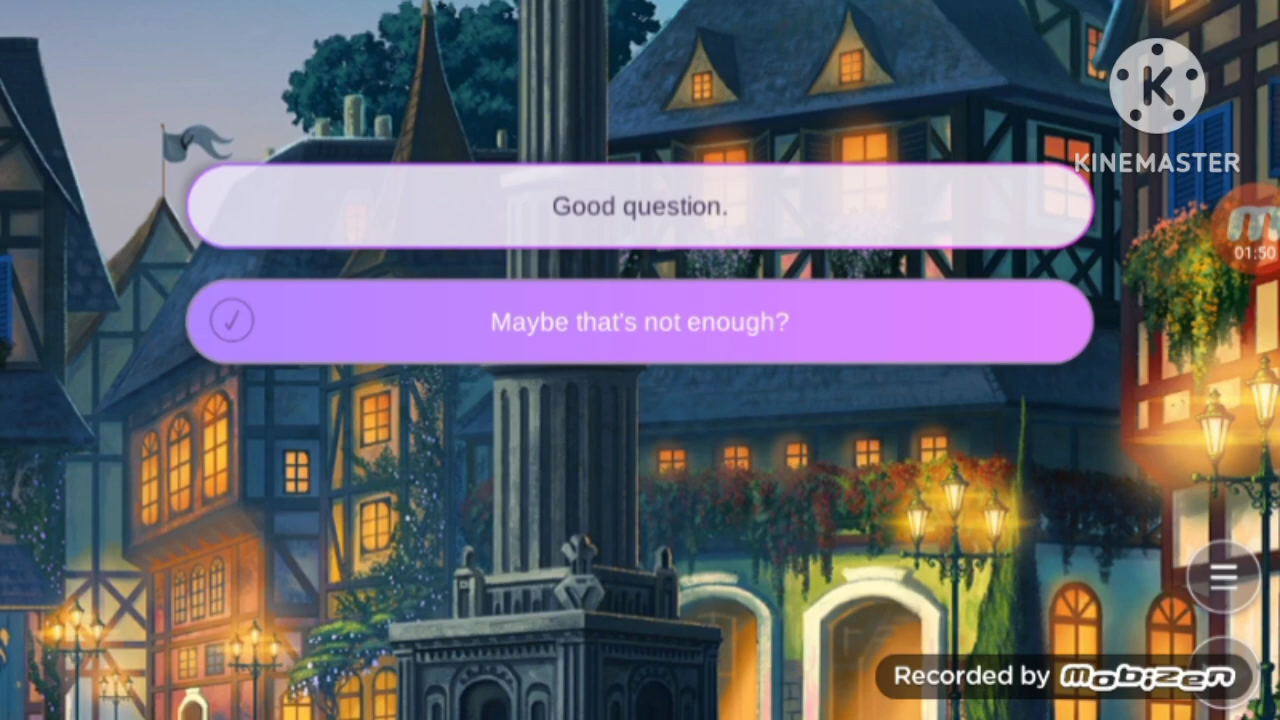 K
KINEMASTER
Good question.
m
01:50
Maybe that's not enough?
Recorded by mobizen